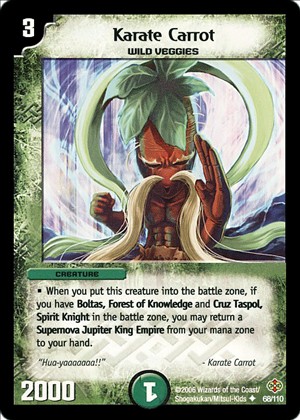 3
Karate Carrot
WILD VEGGIES
CREATURE
▪ When you put this creature into the battle zone, if
you have Boltas, Forest of Knowledge and Cruz Taspol,
Spirit Knight in the battle zone, you may return a
Supernova Jupiter King Empire from your mana zone
to your hand.
"Hua-yaaaaaaa!!" - Karate Carrot
2000
1
©2006 Wizards of the Coast/
Shogakukan/Mitsui-Kids ♦ 68/110